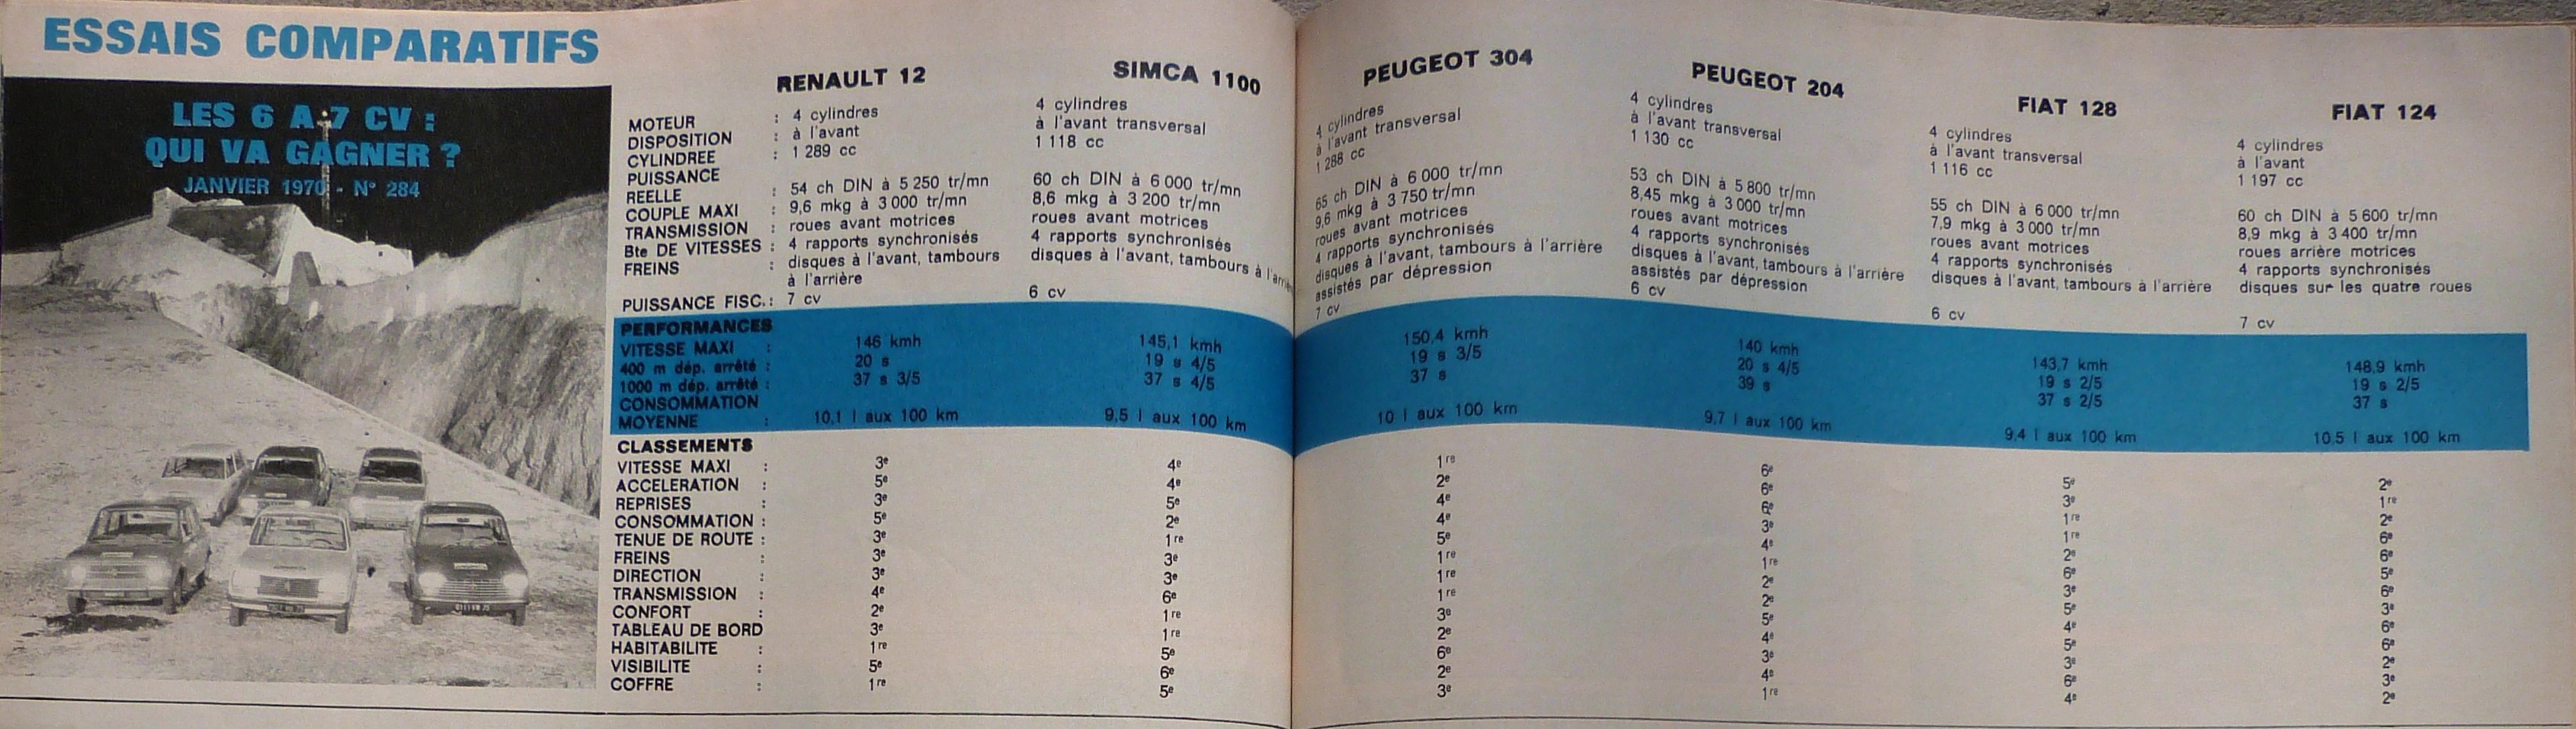 ESSAIS COMPARATIFS
LES 6 A 7 CV :
QUI VA GAGNER ?
JANVIER 1970 - N° 284
RENAULT 12 SIMCA 1100 PEUGEOT 304 PEUGEOT 204 FIAT 128 FIAT 124
MOTEUR : 4 cylindres 4 cylindres 4 cylindres 4 cylindres 4 cylindres 4 cylindres
DISPOSITION : à l'avant à l'avant transversal à l'avant transversal à l'avant transversal à l'avant transversal à l'avant
CYLINDREE : 1 289 cc 1 118 cc 1 288 cc 1 130 cc 1 116 cc 1 197 cc
PUISSANCE
REELLE : 54 ch DIN à 5 250 tr/mn 60 ch DIN à 6 000 tr/mn 65 ch DIN à 6 000 tr/mn 53 ch DIN à 5 800 tr/mn 55 ch DIN à 6 000 tr/mn 60 ch DIN à 5 600 tr/mn
COUPLE MAXI : 9,6 mkg à 3 000 tr/mn 8,6 mkg à 3 200 tr/mn 9,6 mkg à 3 750 tr/mn 8,45 mkg à 3 000 tr/mn 7,9 mkg à 3 000 tr/mn 8,9 mkg à 3 400 tr/mn
TRANSMISSION : roues avant motrices roues avant motrices roues avant motrices roues avant motrices roues avant motrices roues arrière motrices
Bte DE VITESSES : 4 rapports synchronisés 4 rapports synchronisés 4 rapports synchronisés 4 rapports synchronisés 4 rapports synchronisés 4 rapports synchronisés
FREINS : disques à l'avant, tambours disques à l'avant, tambours à l'arrière disques à l'avant, tambours à l'arrière disques à l'avant, tambours à l'arrière disques à l'avant, tambours à l'arrière disques sur les quatre roues
à l'arrière assistés par dépression assistés par dépression
PUISSANCE FISC. : 7 cv 6 cv 7 cv 6 cv 6 cv 7 cv
PERFORMANCES
VITESSE MAXI : 146 kmh 145,1 kmh 150,4 kmh 140 kmh 143,7 kmh 148,9 kmh
400 m dép. arrêté : 20 s 19 s 4/5 19 s 3/5 20 s 4/5 19 s 2/5 19 s 2/5
1000 m dép. arrêté : 37 s 3/5 37 s 4/5 37 s 39 s 37 s 2/5 37 s
CONSOMMATION
MOYENNE : 10,1 l aux 100 km 9,5 l aux 100 km 10 l aux 100 km 9,7 l aux 100 km 9,4 l aux 100 km 10,5 l aux 100 km
CLASSEMENTS
VITESSE MAXI : 3e 4e 1re 6e 5e 2e
ACCELERATION : 5e 4e 2e 6e 3e 1re
REPRISES : 3e 5e 4e 6e 1re 2e
CONSOMMATION : 5e 2e 4e 3e 1re 6e
TENUE DE ROUTE : 3e 1re 5e 4e 2e 6e
FREINS : 3e 3e 1re 1re 6e 5e
DIRECTION : 3e 3e 1re 2e 3e 6e
TRANSMISSION : 4e 6e 1re 2e 5e 3e
CONFORT : 2e 1re 3e 5e 4e 6e
TABLEAU DE BORD 3e 1re 2e 4e 5e 6e
HABITABILITE : 1re 5e 6e 3e 3e 2e
VISIBILITE : 5e 6e 2e 4e 6e 3e
COFFRE : 1re 5e 3e 1re 4e 2e